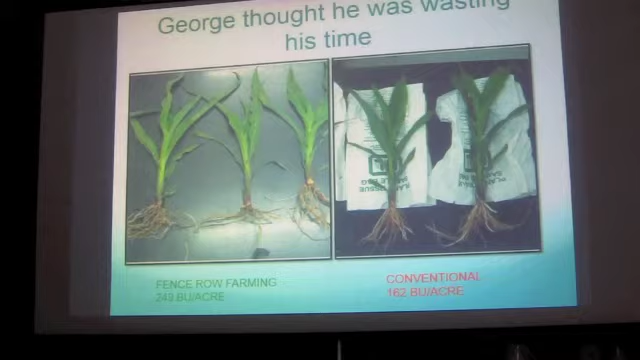 George thought he was wasting
his time
FENCE ROW FARMING
243 BU/ACRE
CONVENTIONAL
162 BU/ACRE